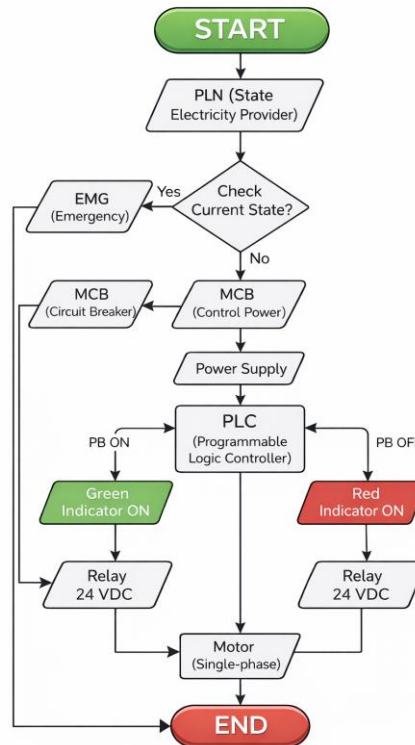 START
PLN (State
Electricity Provider)
Check
Current State?
Yes
EMG
(Emergency)
No
MCB
(Circuit Breaker)
MCB
(Control Power)
Power Supply
PLC
(Programmable
Logic Controller)
PB ON
PB OFF
Green
Indicator ON
Red
Indicator ON
Relay
24 VDC
Relay
24 VDC
Motor
(Single-phase)
END